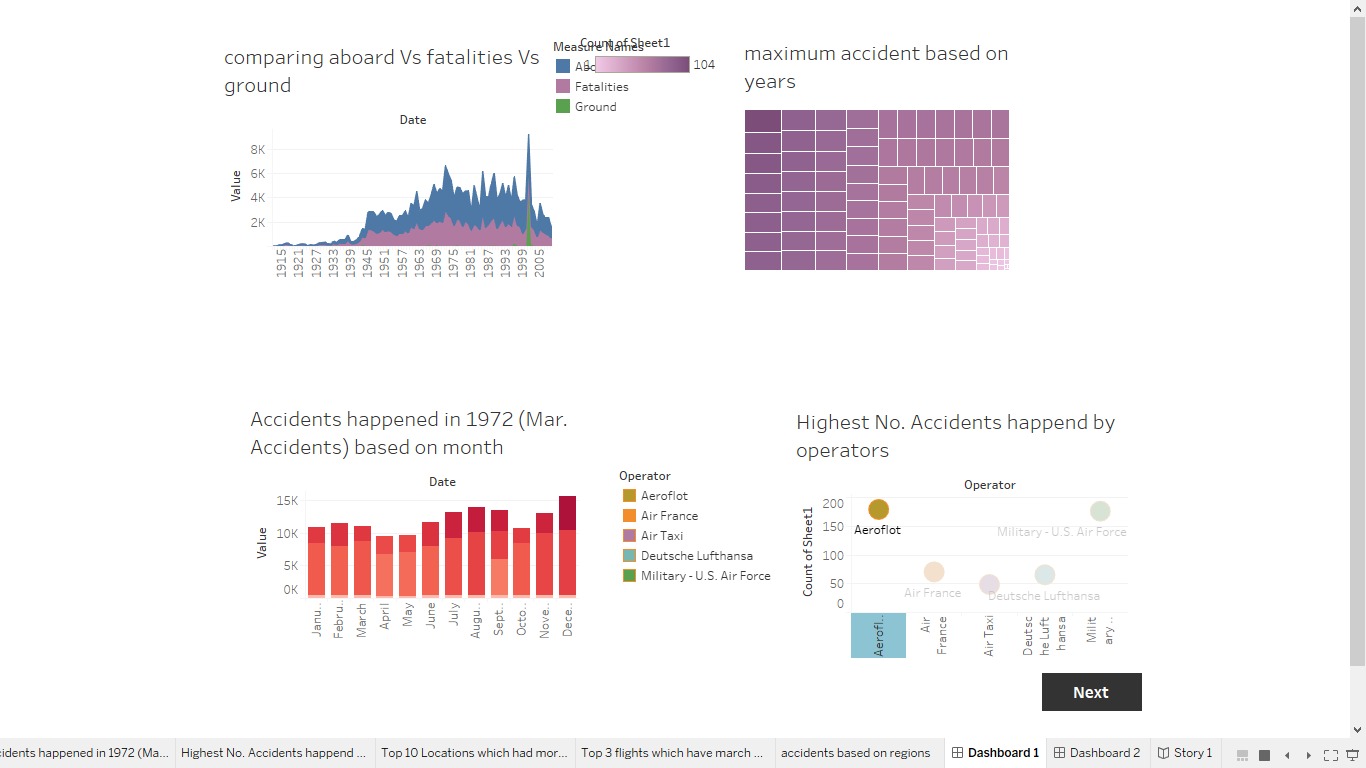 comparing aboard Vs fatalities Vs
ground
Measure Names
Count of Sheet1
104
Fatalities
Ground
maximum accident based on
years
Date
Value
8K
6K
4K
2K
1915
1921
1927
1933
1939
1945
1951
1957
1963
1969
1975
1981
1987
1993
1999
2005
Accidents happened in 1972 (Mar.
Accidents) based on month
Date
Value
15K
10K
5K
0K
Janu..
Febru..
March
April
May
June
July
Augu..
Sept..
Octo..
Nove..
Dece..
Operator
Aeroflot
Air France
Air Taxi
Deutsche Lufthansa
Military - U.S. Air Force
Highest No. Accidents happend by
operators
Operator
Count of Sheet1
200
150
100
50
0
Aeroflot
Military - U.S. Air Force
Air France
Deutsche Lufthansa
Aerofl..
Air
France
Air Taxi
Deutsc
he Luft
hansa
Milit
ary ..
Next
cidents happened in 1972 (Ma...
Highest No. Accidents happend ...
Top 10 Locations which had mor...
Top 3 flights which have march ...
accidents based on regions
Dashboard 1
Dashboard 2
Story 1